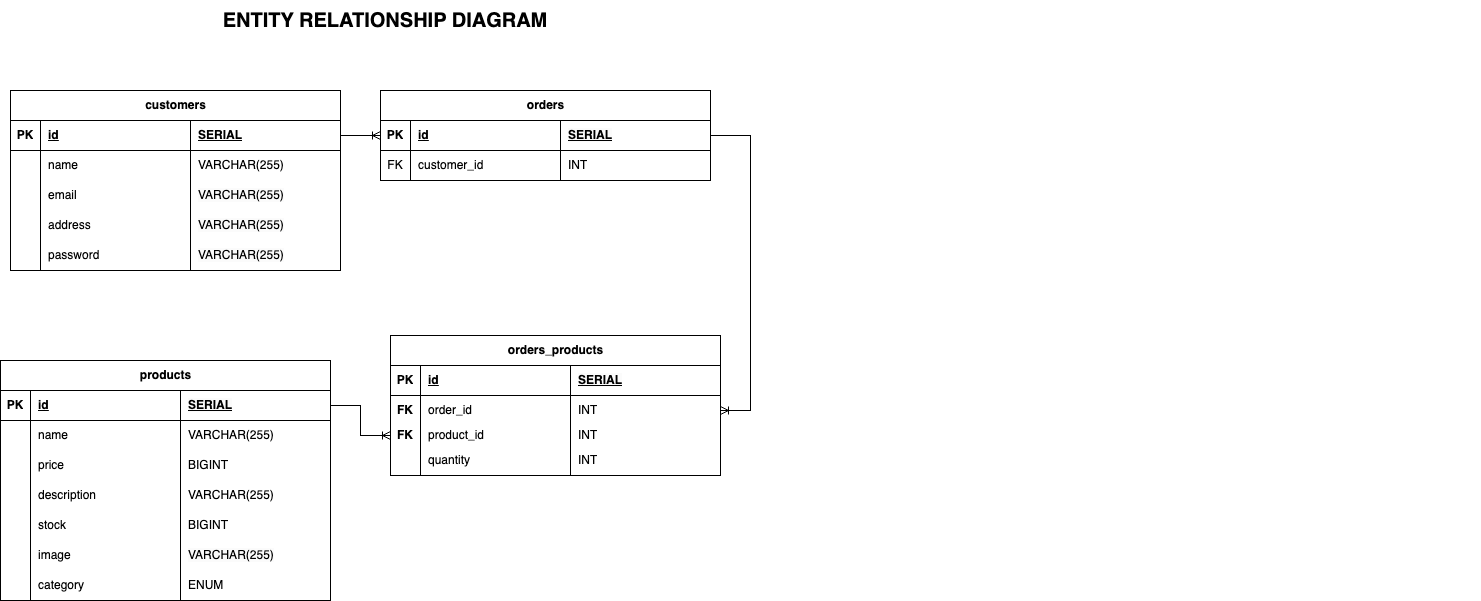 ENTITY RELATIONSHIP DIAGRAM
customers
PK id SERIAL
name VARCHAR(255)
email VARCHAR(255)
address VARCHAR(255)
password VARCHAR(255)
orders
PK id SERIAL
FK customer_id INT
products
PK id SERIAL
name VARCHAR(255)
price BIGINT
description VARCHAR(255)
stock BIGINT
image VARCHAR(255)
category ENUM
orders_products
PK id SERIAL
FK order_id INT
FK product_id INT
quantity INT